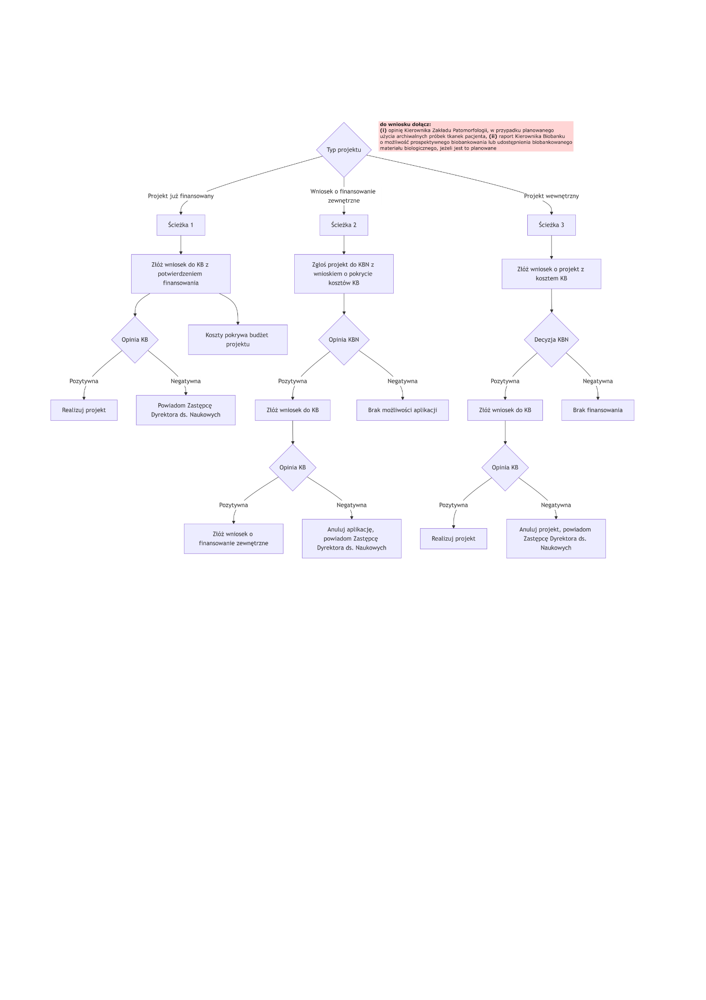 do wniosku dołącz:
(i) opinię Kierownika Zakładu Patomorfologii, w przypadku planowanego
użycia archiwalnych próbek tkanek pacjenta, (ii) raport Kierownika Biobanku
o możliwość prospektywnego biobankowania lub udostępnienia biobankowanego
materiału biologicznego, jeżeli jest to planowane
Typ projektu
Projekt już finansowany
Wniosek o finansowanie
zewnętrzne
Projekt wewnętrzny
Ścieżka 1
Ścieżka 2
Ścieżka 3
Złóż wniosek do KB z
potwierdzeniem
finansowania
Zgłoś projekt do KBN z
wnioskiem o pokrycie
kosztów KB
Złóż wniosek o projekt z
kosztem KB
Opinia KB
Koszty pokrywa budżet
projektu
Opinia KBN
Decyzja KBN
Pozytywna
Negatywna
Pozytywna
Negatywna
Pozytywna
Negatywna
Realizuj projekt
Powiadom Zastępcę
Dyrektora ds. Naukowych
Złóż wniosek do KB
Brak możliwości aplikacji
Złóż wniosek do KB
Brak finansowania
Opinia KB
Opinia KB
Pozytywna
Negatywna
Pozytywna
Negatywna
Złóż wniosek o
finansowanie zewnętrzne
Anuluj aplikację,
powiadom Zastępcę
Dyrektora ds. Naukowych
Realizuj projekt
Anuluj projekt, powiadom
Zastępcę Dyrektora ds.
Naukowych